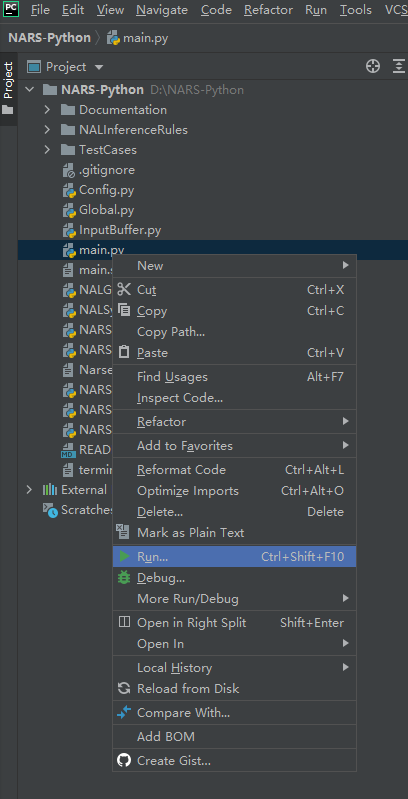 PC File Edit View Navigate Code Refactor Run Tools VCS
NARS-Python main.py
Project
Project
NARS-Python D:\NARS-Python
Documentation
NALInferenceRules
TestCases
.gitignore
Config.py
Global.py
InputBuffer.py
main.py
main.s
NALG
NALSy
NARS
NARS
Narse
NARS
NARS
NARS
READ
termin
External
Scratches
New
Cut Ctrl+X
Copy Ctrl+C
Copy Path...
Paste Ctrl+V
Find Usages Alt+F7
Inspect Code...
Refactor
Add to Favorites
Reformat Code Ctrl+Alt+L
Optimize Imports Ctrl+Alt+O
Delete... Delete
Mark as Plain Text
Run... Ctrl+Shift+F10
Debug...
More Run/Debug
Open in Right Split Shift+Enter
Open In
Local History
Reload from Disk
Compare With...
Add BOM
Create Gist...